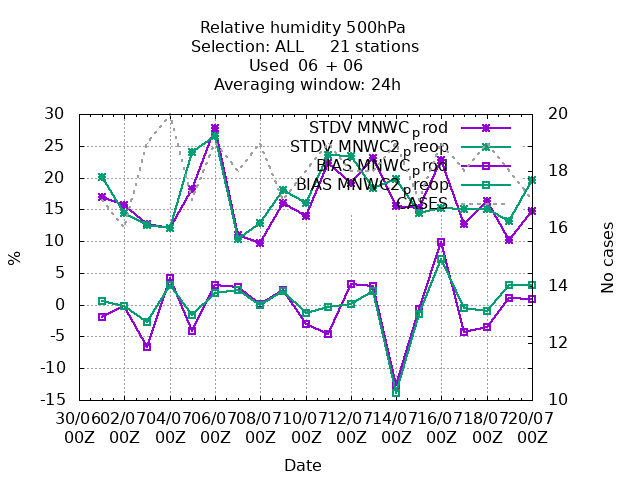 Relative humidity 500hPa
Selection: ALL 21 stations
Used 06 + 06
Averaging window: 24h
30
25
20
15
10
5
0
-5
-10
-15
%
20
18
16
14
12
10
No cases
STDV MNWC_prod
STDV MNWC2_preop
BIAS MNWC_prod
BIAS MNWC2_preop
CASES
30/06 02/07 04/07 06/07 08/07 10/07 12/07 14/07 16/07 18/07 20/07
00Z 00Z 00Z 00Z 00Z 00Z 00Z 00Z 00Z 00Z 00Z
Date